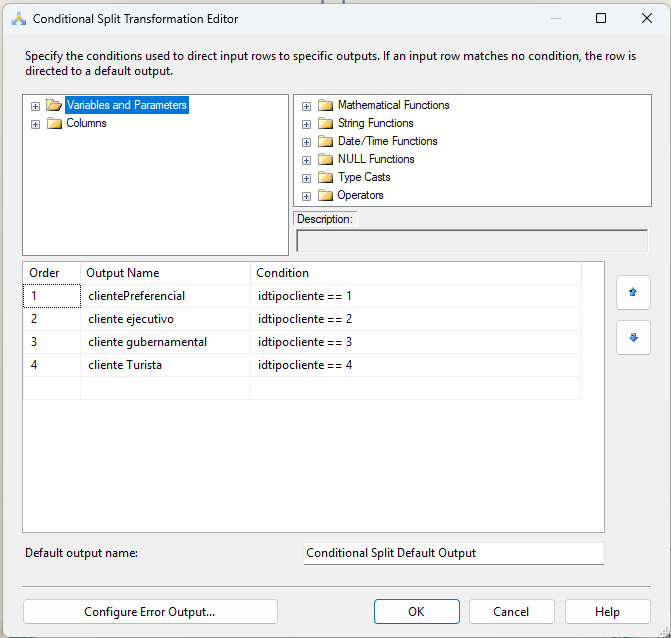 Conditional Split Transformation Editor
Specify the conditions used to direct input rows to specific outputs. If an input row matches no condition, the row is
directed to a default output.
Variables and Parameters
Columns
Mathematical Functions
String Functions
Date/Time Functions
NULL Functions
Type Casts
Operators
Description:
Order Output Name Condition
1 clientePreferencial idtipocliente == 1
2 cliente ejecutivo idtipocliente == 2
3 cliente gubernamental idtipocliente == 3
4 cliente Turista idtipocliente == 4
Default output name: Conditional Split Default Output
Configure Error Output... OK Cancel Help